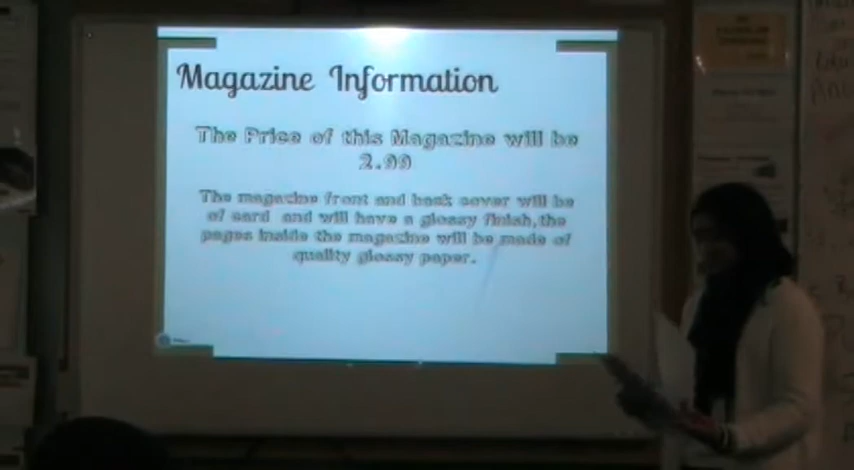 Magazine Information
The Price of this Magazine will be
2.99
The magazine front and back cover will be
of card and will have a glossy finish,the
pages inside the magazine will be made of
quality glossy paper.